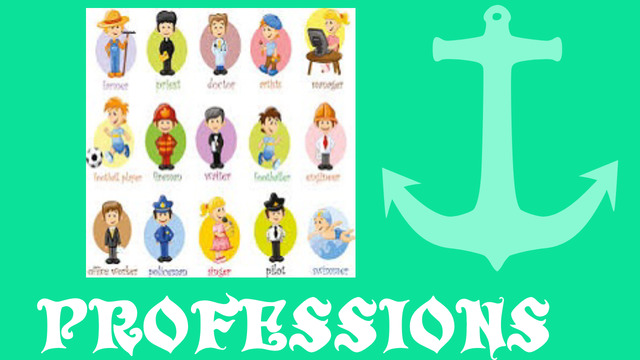 farmer priest doctor artist manager
football player fireman waiter footballer engineer
office worker policeman singer pilot swimmer
PROFESSIONS